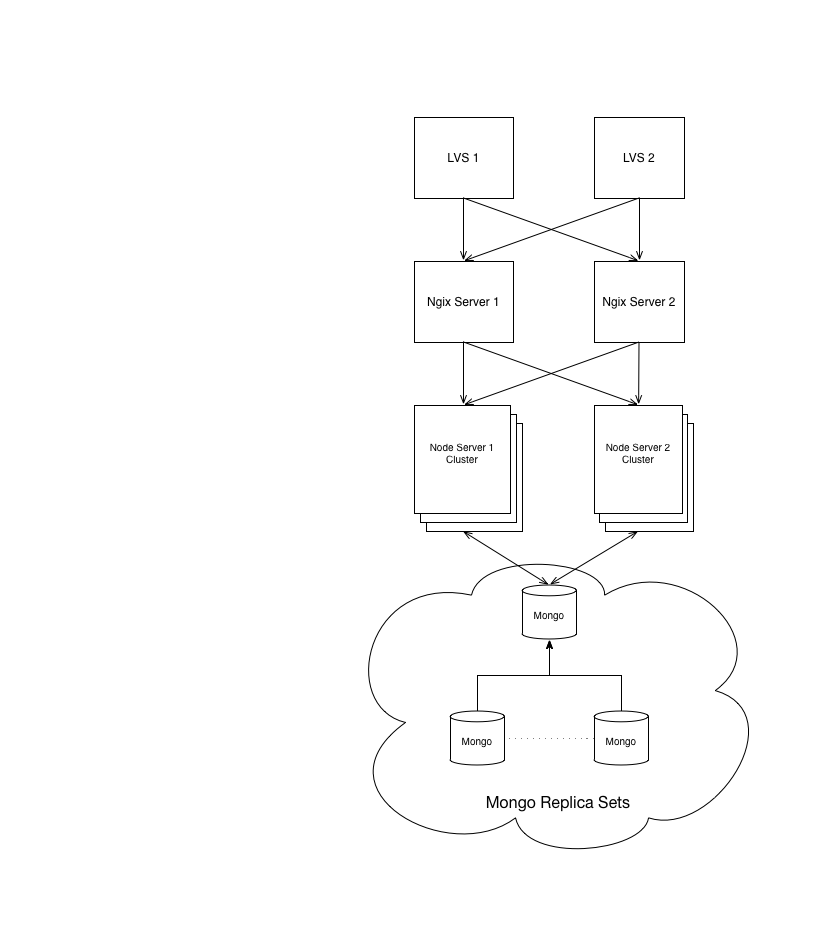 LVS 1
LVS 2
Ngix Server 1
Ngix Server 2
Node Server 1
Cluster
Node Server 2
Cluster
Mongo
Mongo
Mongo
Mongo Replica Sets